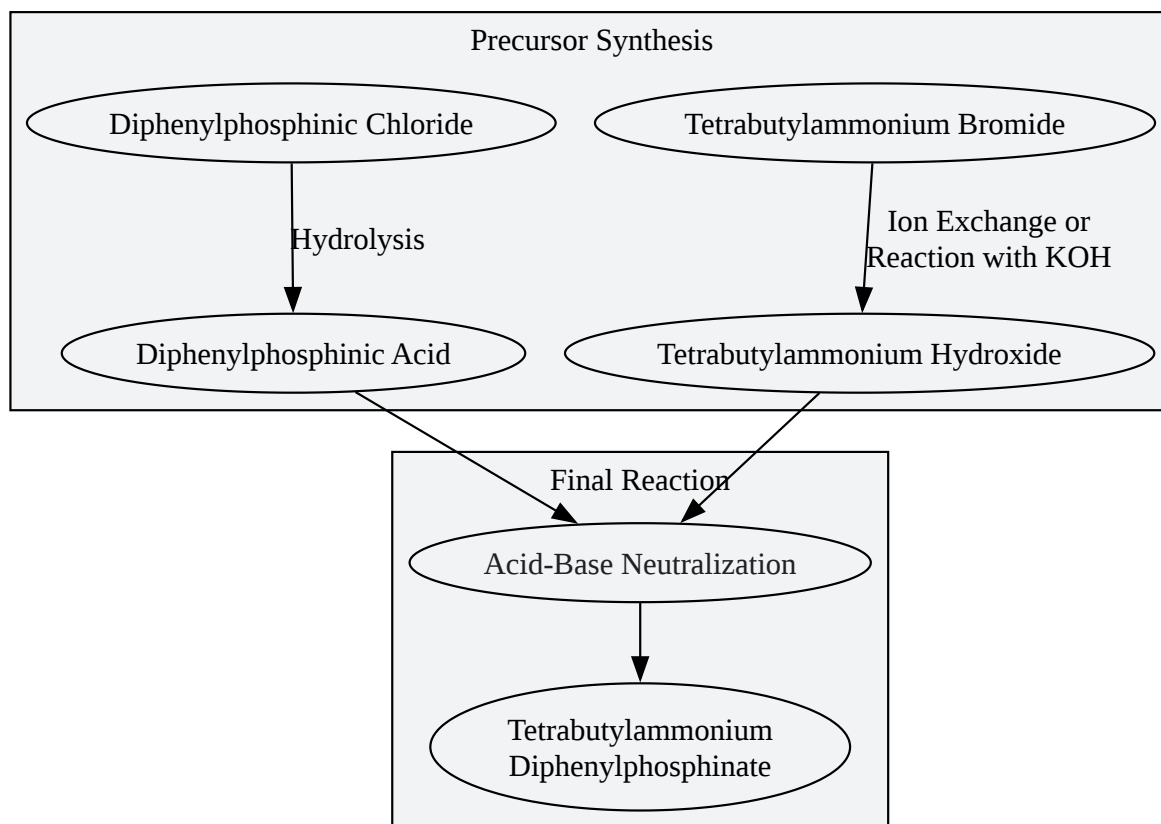 Precursor Synthesis
Diphenylphosphinic Chloride
Tetrabutylammonium Bromide
Hydrolysis
Ion Exchange or
Reaction with KOH
Diphenylphosphinic Acid
Tetrabutylammonium Hydroxide
Final Reaction
Acid-Base Neutralization
Tetrabutylammonium
Diphenylphosphinate